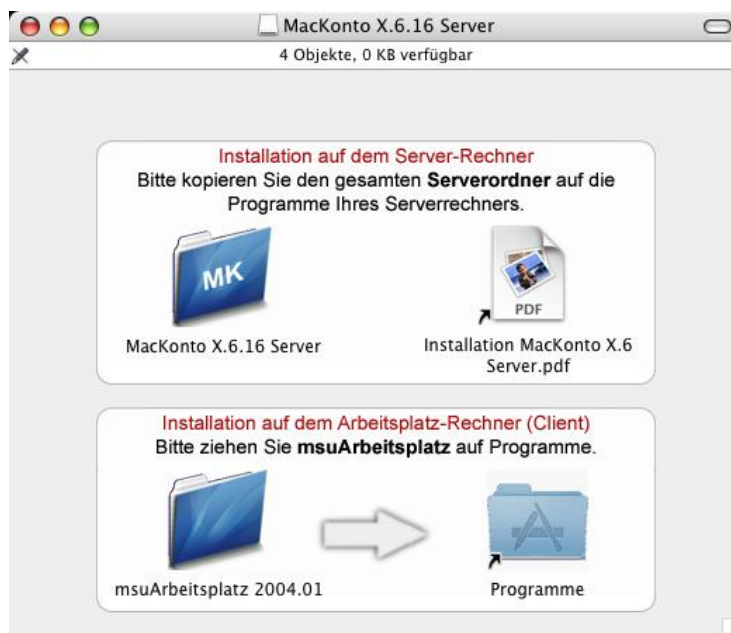 MacKonto X.6.16 Server
4 Objekte, 0 KB verfügbar
Installation auf dem Server-Rechner
Bitte kopieren Sie den gesamten Serverordner auf die
Programme Ihres Serverrechners.
MK
PDF
MacKonto X.6.16 Server
Installation MacKonto X.6
Server.pdf
Installation auf dem Arbeitsplatz-Rechner (Client)
Bitte ziehen Sie msuArbeitsplatz auf Programme.
msuArbeitsplatz 2004.01
Programme